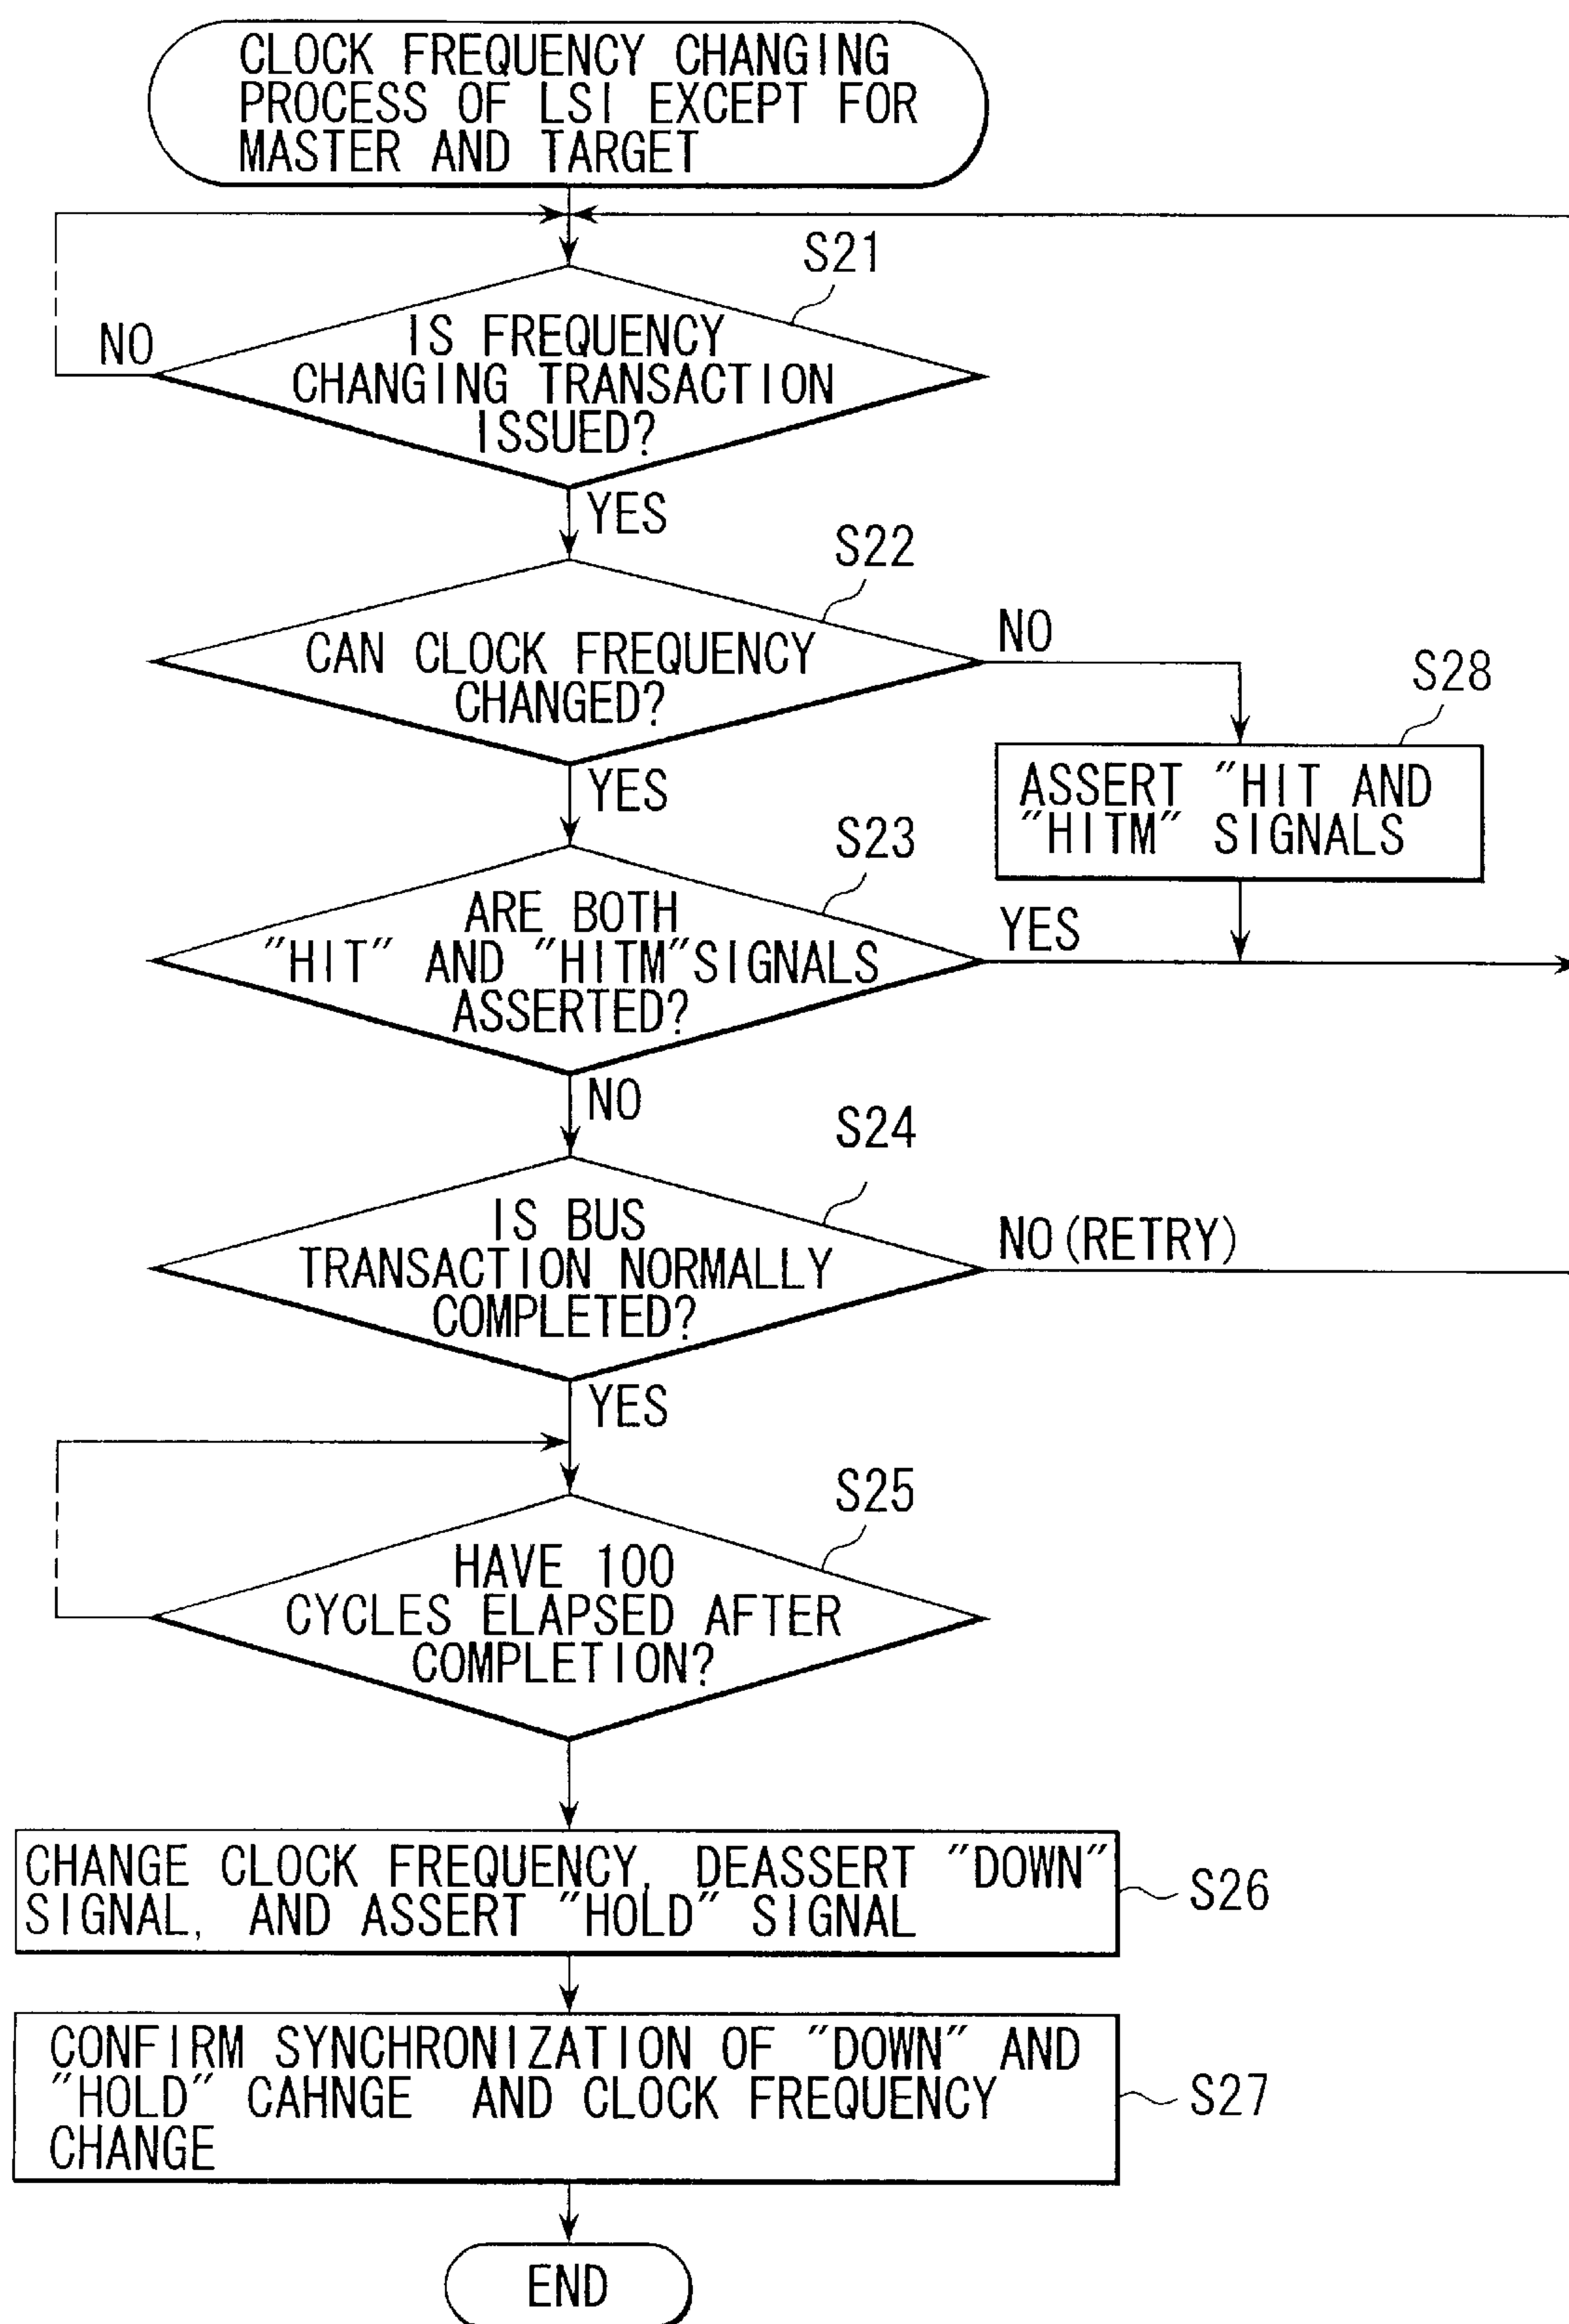 CLOCK FREQUENCY CHANGING
PROCESS OF LSI EXCEPT FOR
MASTER AND TARGET
S21
IS FREQUENCY
CHANGING TRANSACTION
ISSUED?
NO
YES
S22
CAN CLOCK FREQUENCY
CHANGED?
NO
YES
S28
ASSERT "HIT AND
"HITM" SIGNALS
S23
ARE BOTH
"HIT" AND "HITM"SIGNALS
ASSERTED?
YES
NO
S24
IS BUS
TRANSACTION NORMALLY
COMPLETED?
NO(RETRY)
YES
S25
HAVE 100
CYCLES ELAPSED AFTER
COMPLETION?
CHANGE CLOCK FREQUENCY, DEASSERT "DOWN"
SIGNAL, AND ASSERT "HOLD" SIGNAL
S26
CONFIRM SYNCHRONIZATION OF "DOWN" AND
"HOLD" CAHNGE AND CLOCK FREQUENCY
CHANGE
S27
END